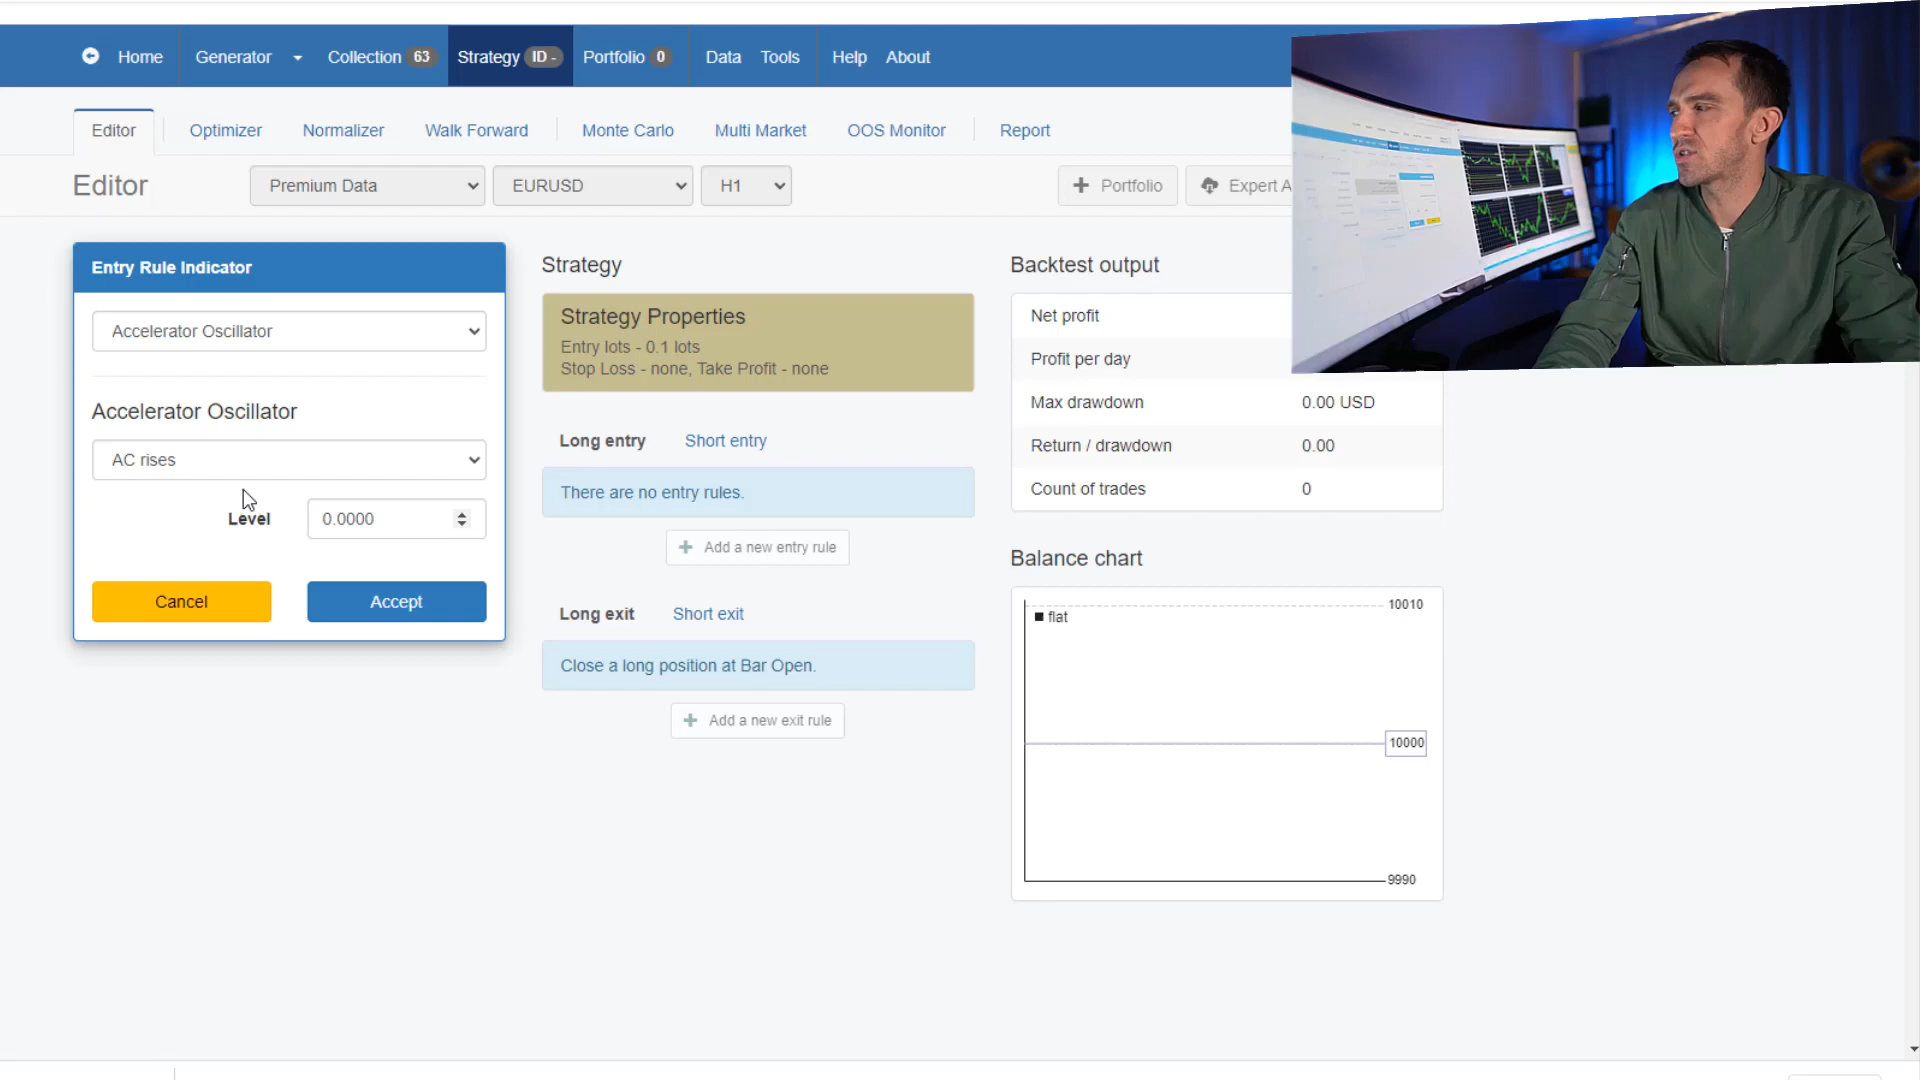 Home
Generator
Collection 63
Strategy ID -
Portfolio 0
Data
Tools
Help
About
Editor
Optimizer
Normalizer
Walk Forward
Monte Carlo
Multi Market
OOS Monitor
Report
Editor
Premium Data
EURUSD
H1
Portfolio
Expert A
Entry Rule Indicator
Accelerator Oscillator
Accelerator Oscillator
AC rises
Level
0.0000
Cancel
Accept
Strategy
Strategy Properties
Entry lots - 0.1 lots
Stop Loss - none, Take Profit - none
Long entry
Short entry
There are no entry rules.
Add a new entry rule
Long exit
Short exit
Close a long position at Bar Open.
Add a new exit rule
Backtest output
Net profit
Profit per day
Max drawdown 0.00 USD
Return / drawdown 0.00
Count of trades 0
Balance chart
flat
10010
10000
9990